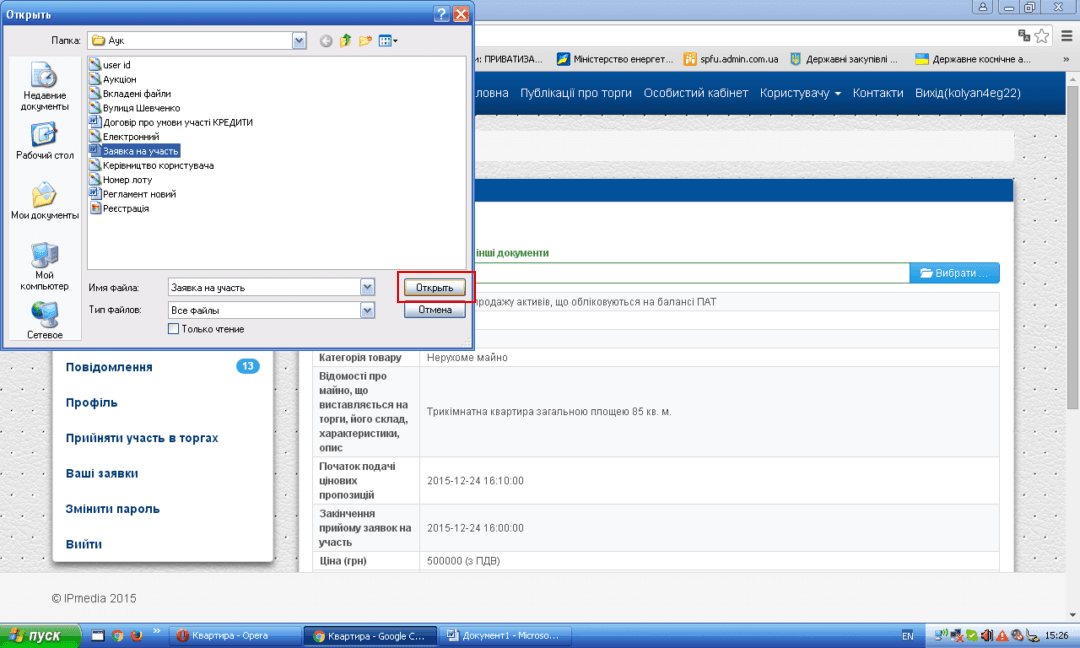 Открыть
Папка: Аук
Недавние документы
Рабочий стол
Мои документы
Мой компьютер
Сетевое
user id
Аукціон
Вкладені файли
Вулиця Шевченко
Договір про умови участі КРЕДИТИ
Електронний
Заявка на участь
Керівництво користувача
Номер лоту
Регламент новий
Реєстрація
Имя файла: Заявка на участь Открыть
Тип файлов: Все файлы Отмена
Только чтение
и: ПРИВАТИЗА... Міністерство енергет... spfu.admin.com.ua Державні закупівлі ... Державне космічне а... »
ловна Публікації про торги Особистий кабінет Користувачу Контакти Вихід(kolyan4eg22)
інші документи
Вибрати ...
продажу активів, що обліковуються на балансі ПАТ
Категорія товару Нерухоме майно
Відомості про
майно, що
виставляється на
торги, його склад,
характеристики,
опис
Трикімнатна квартира загальною площею 85 кв. м.
Початок подачі
цінових
пропозицій
2015-12-24 16:10:00
Закінчення
прийому заявок на
участь
2015-12-24 16:00:00
Ціна (грн) 500000 (з ПДВ)
Повідомлення 13
Профіль
Прийняти участь в торгах
Ваші заявки
Змінити пароль
Вийти
© IPmedia 2015
пуск » Квартира - Opera Квартира - Google C... Документ1 - Microso... EN 15:26